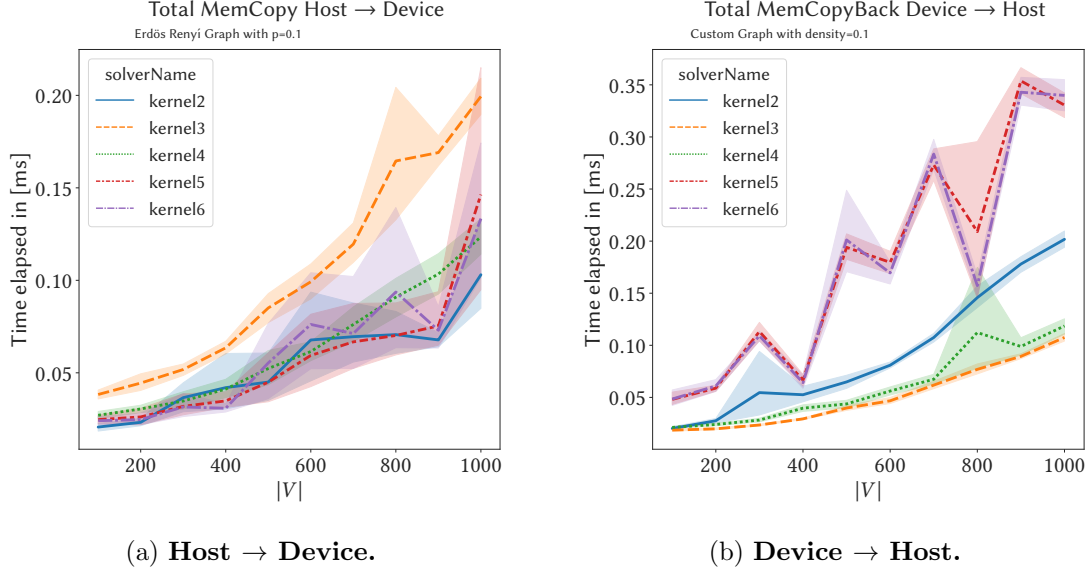 Total MemCopy Host → Device
Erdös Renyí Graph with p=0.1
solverName
kernel2
kernel3
kernel4
kernel5
kernel6
Time elapsed in [ms]
0.20
0.15
0.10
0.05
200 400 600 800 1000
|V|
(a) Host → Device.
Total MemCopyBack Device → Host
Custom Graph with density=0.1
solverName
kernel2
kernel3
kernel4
kernel5
kernel6
Time elapsed in [ms]
0.35
0.30
0.25
0.20
0.15
0.10
0.05
200 400 600 800 1000
|V|
(b) Device → Host.